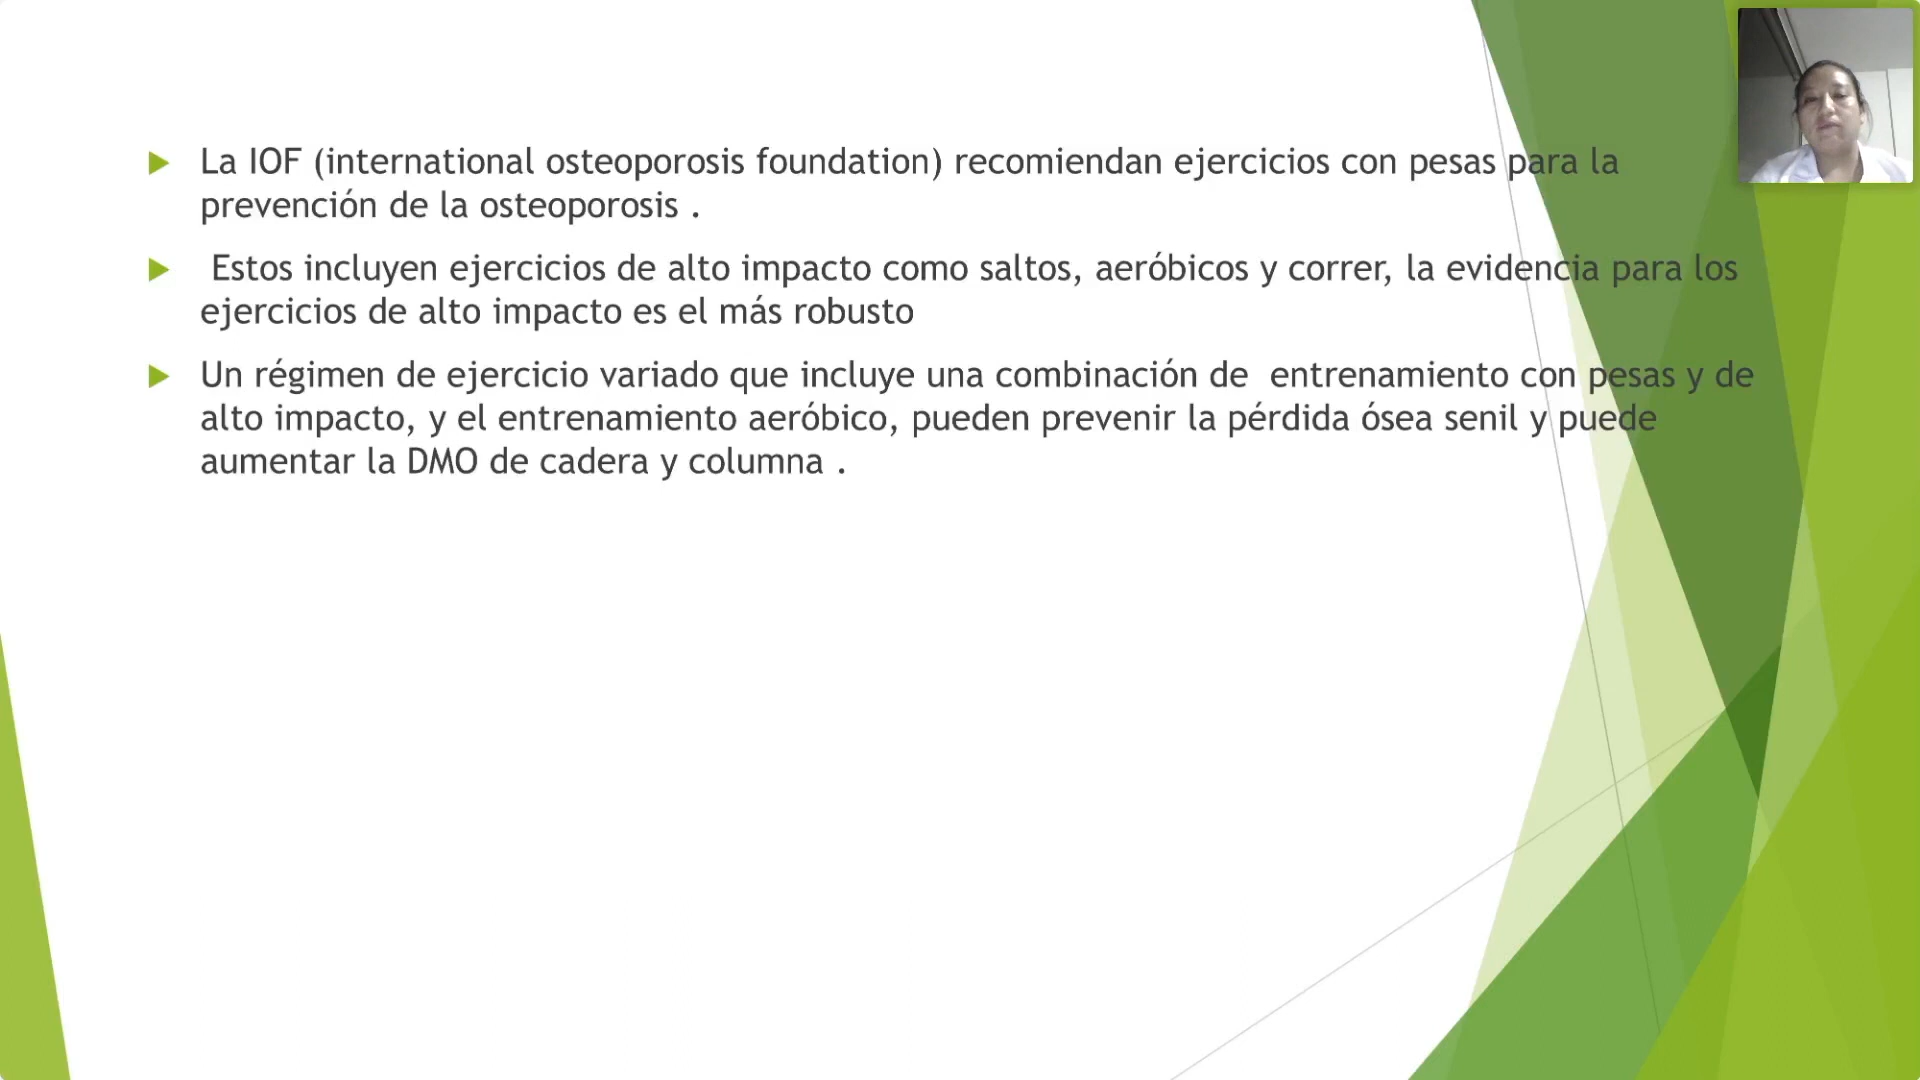 La IOF (international osteoporosis foundation) recomiendan ejercicios con pesas para la
prevención de la osteoporosis .
Estos incluyen ejercicios de alto impacto como saltos, aeróbicos y correr, la evidencia para los
ejercicios de alto impacto es el más robusto
Un régimen de ejercicio variado que incluye una combinación de  entrenamiento con pesas y de
alto impacto, y el entrenamiento aeróbico, pueden prevenir la pérdida ósea senil y puede
aumentar la DMO de cadera y columna .